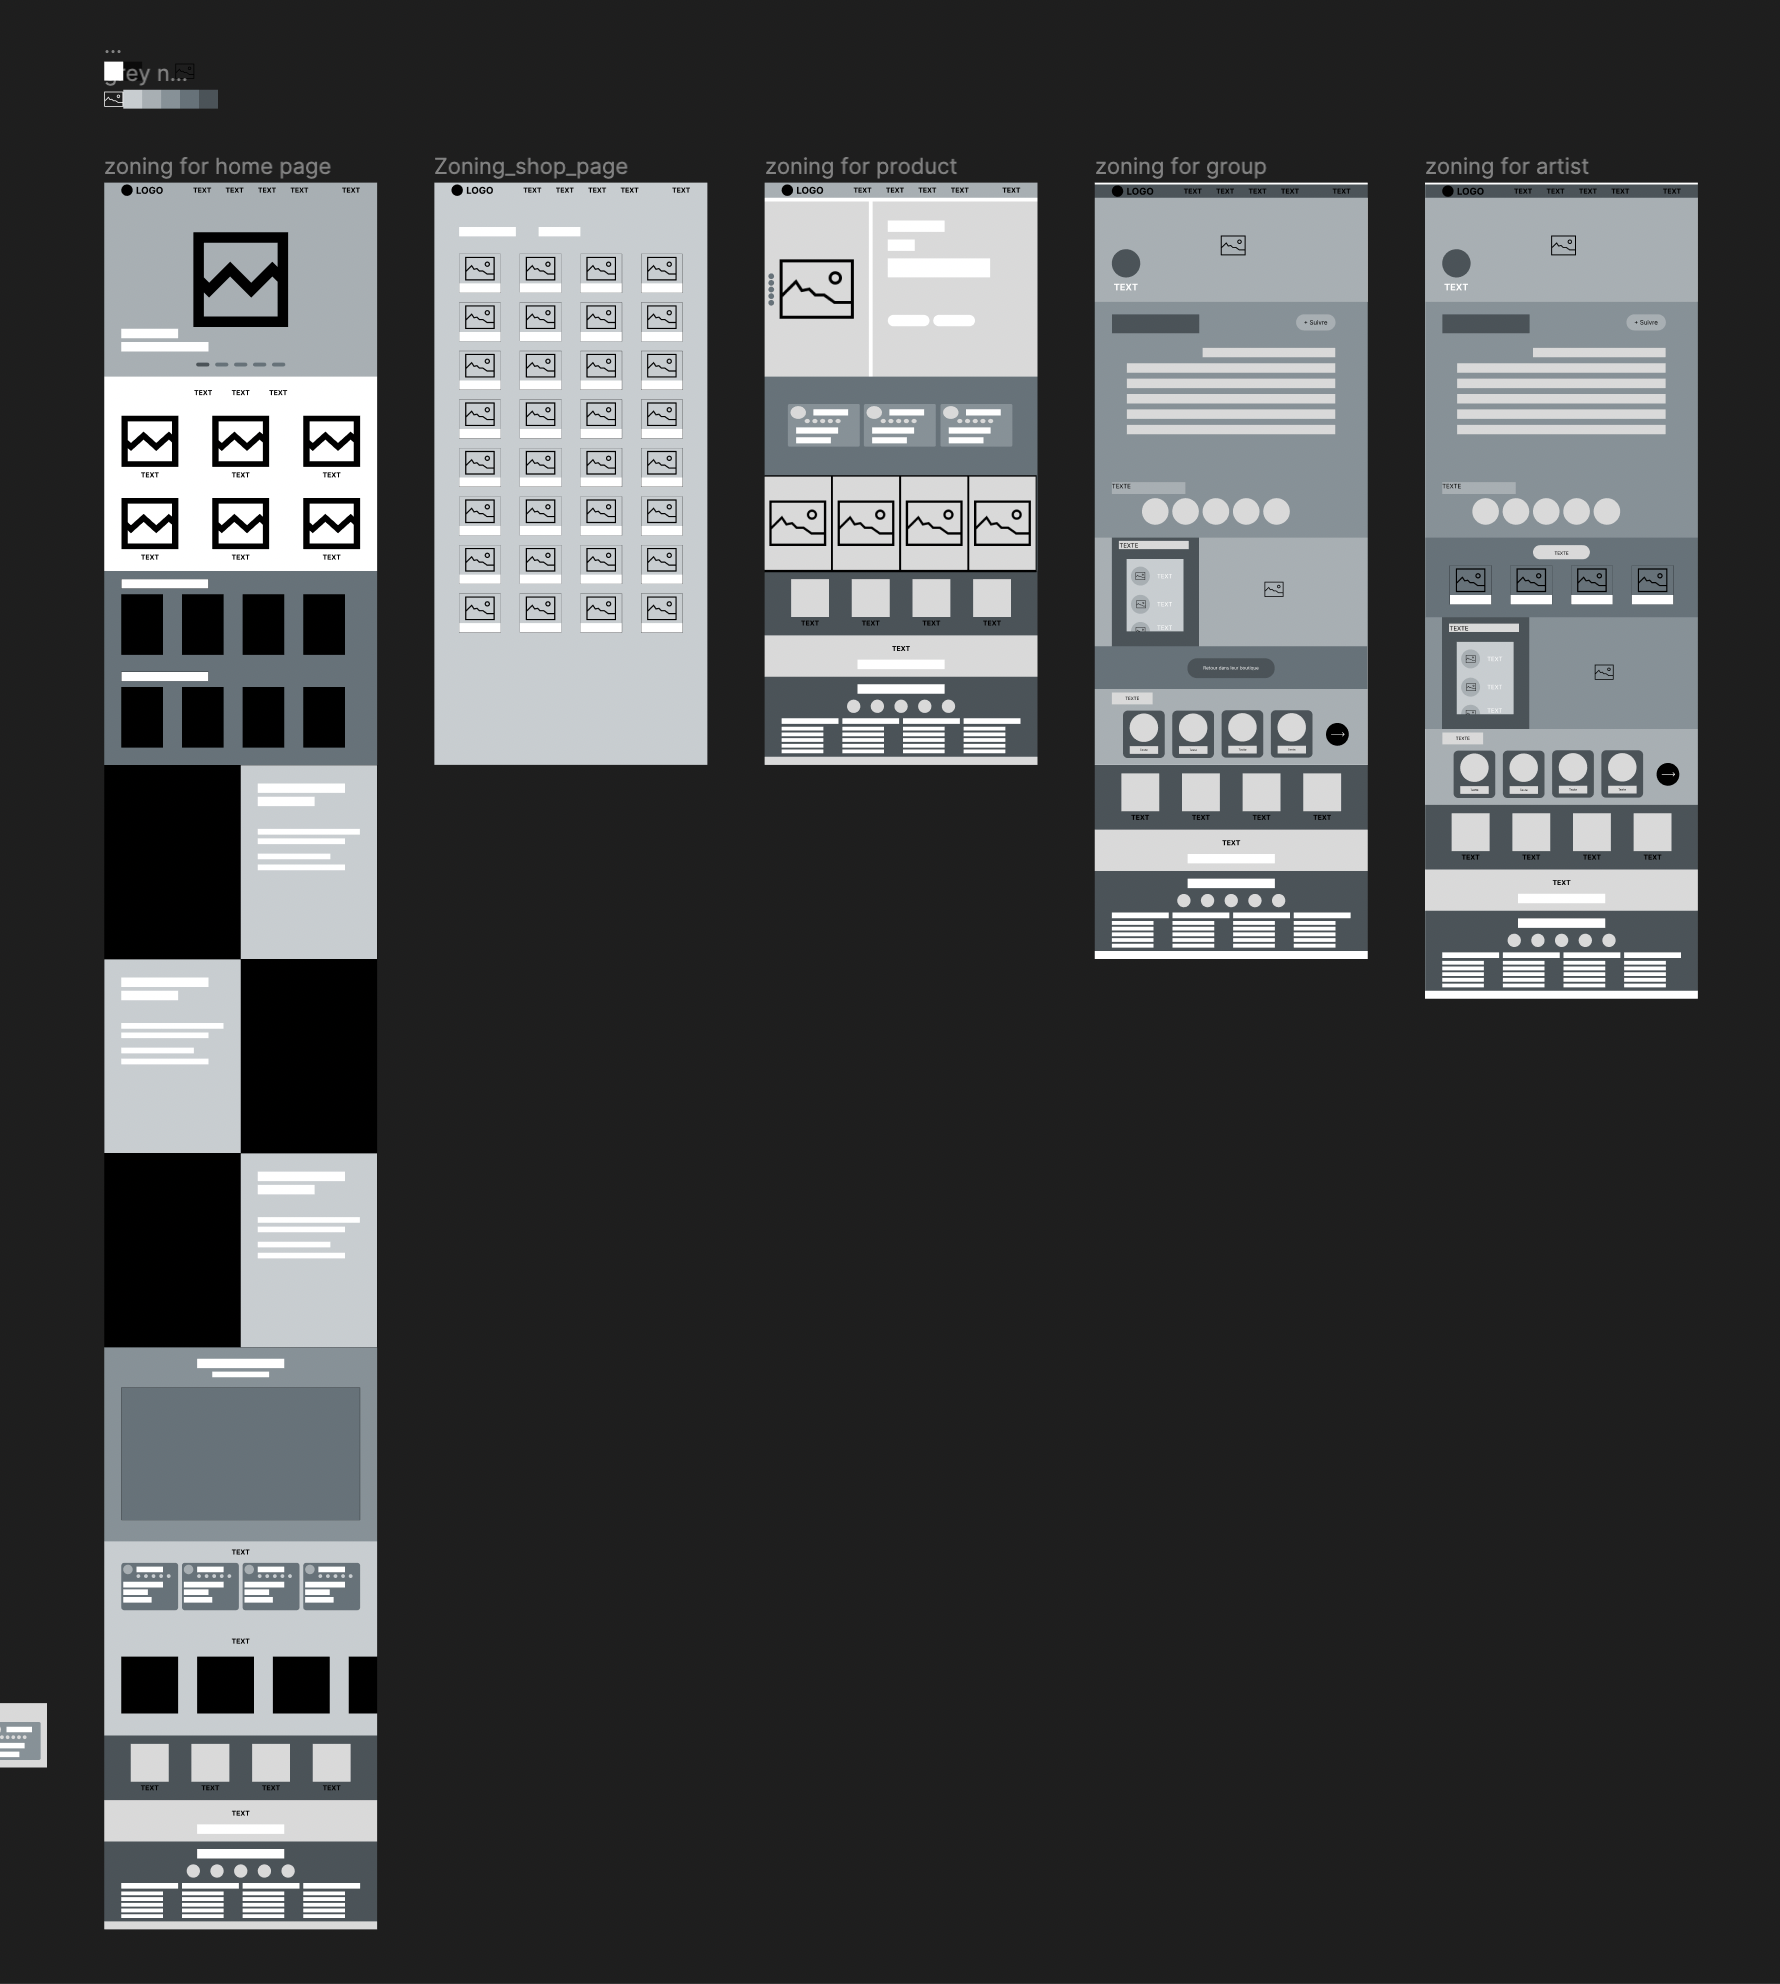 ...
grey n...
zoning for home page
LOGO TEXT TEXT TEXT TEXT TEXT
TEXT TEXT TEXT
TEXT TEXT TEXT
TEXT TEXT TEXT
TEXT
TEXT
TEXT TEXT TEXT TEXT
TEXT
Zoning_shop_page
LOGO TEXT TEXT TEXT TEXT TEXT
zoning for product
LOGO TEXT TEXT TEXT TEXT TEXT
TEXT TEXT TEXT TEXT
TEXT
zoning for group
LOGO TEXT TEXT TEXT TEXT TEXT
TEXT
+ Suivre
TEXTE
TEXTE
TEXT
TEXT
TEXT
Retour dans leur boutique
TEXTE
TEXT TEXT TEXT TEXT
TEXT
zoning for artist
LOGO TEXT TEXT TEXT TEXT TEXT
TEXT
+ Suivre
TEXTE
TEXTE
TEXTE
TEXT
TEXT
TEXT
TEXTE
TEXT TEXT TEXT TEXT
TEXT